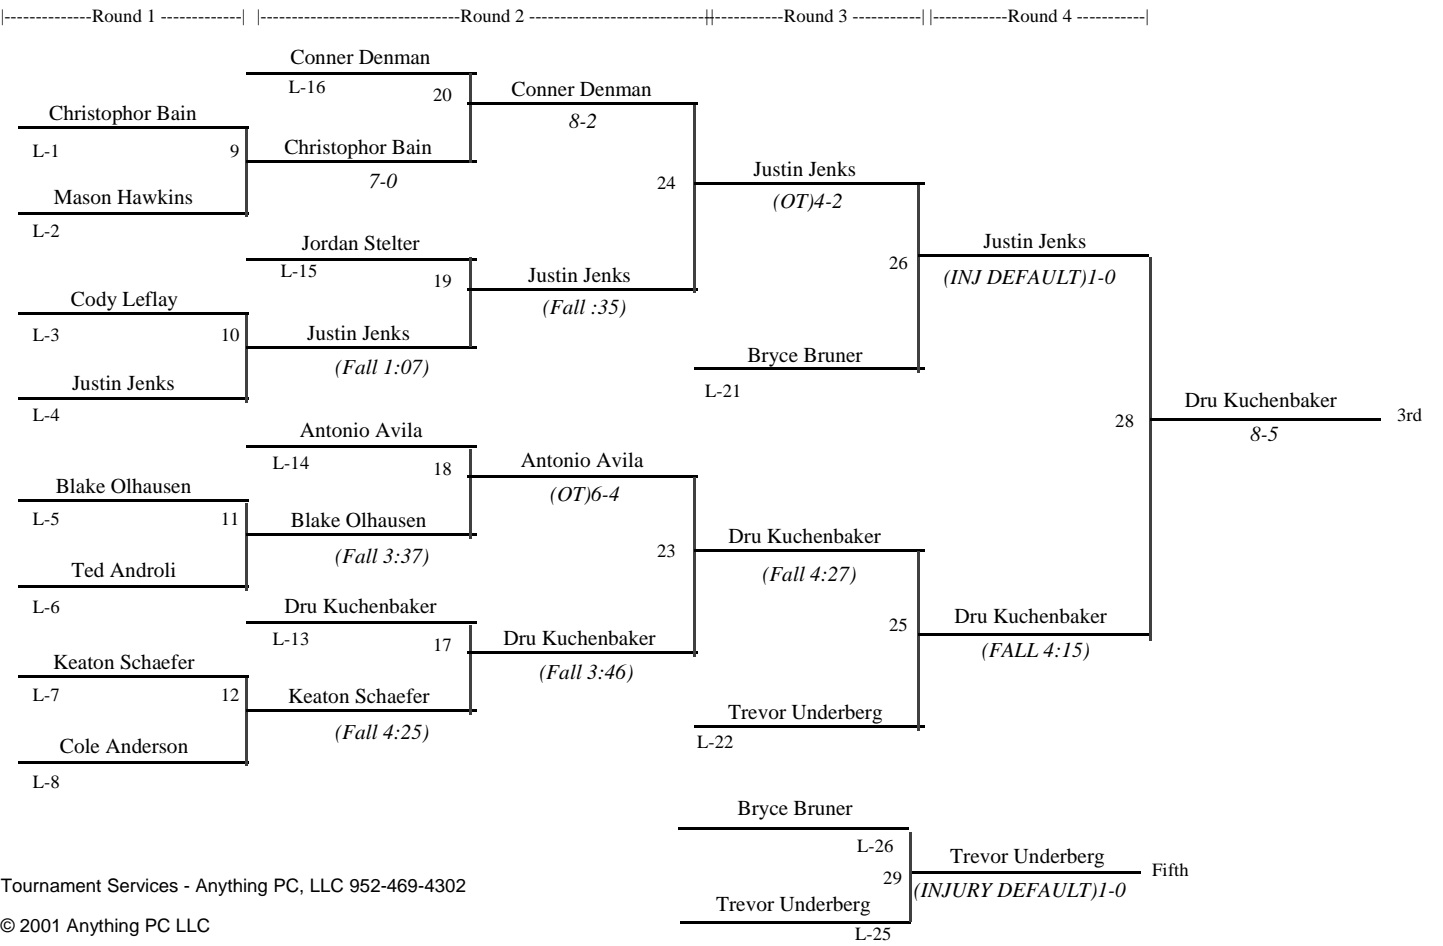 |--------------Round 1 -------------| |--------------------------------Round 2 ----------------------------||------------Round 3 -----------| |------------Round 4 -----------|
Conner Denman
L-16
20
Conner Denman
8-2
Christophor Bain
L-1
9
Christophor Bain
7-0
24
Justin Jenks
(OT)4-2
Mason Hawkins
L-2
Jordan Stelter
L-15
19
Justin Jenks
(Fall :35)
26
Justin Jenks
(INJ DEFAULT)1-0
Cody Leflay
L-3
10
Justin Jenks
(Fall 1:07)
Bryce Bruner
L-21
Justin Jenks
L-4
28
Dru Kuchenbaker
8-5
3rd
Antonio Avila
L-14
18
Antonio Avila
(OT)6-4
Blake Olhausen
L-5
11
Blake Olhausen
(Fall 3:37)
23
Dru Kuchenbaker
(Fall 4:27)
Ted Androli
L-6
Dru Kuchenbaker
L-13
17
Dru Kuchenbaker
(Fall 3:46)
25
Dru Kuchenbaker
(FALL 4:15)
Keaton Schaefer
L-7
12
Keaton Schaefer
(Fall 4:25)
Trevor Underberg
L-22
Cole Anderson
L-8
Bryce Bruner
L-26
29
Trevor Underberg
(INJURY DEFAULT)1-0
Fifth
Trevor Underberg
L-25
Tournament Services - Anything PC, LLC 952-469-4302
© 2001 Anything PC LLC